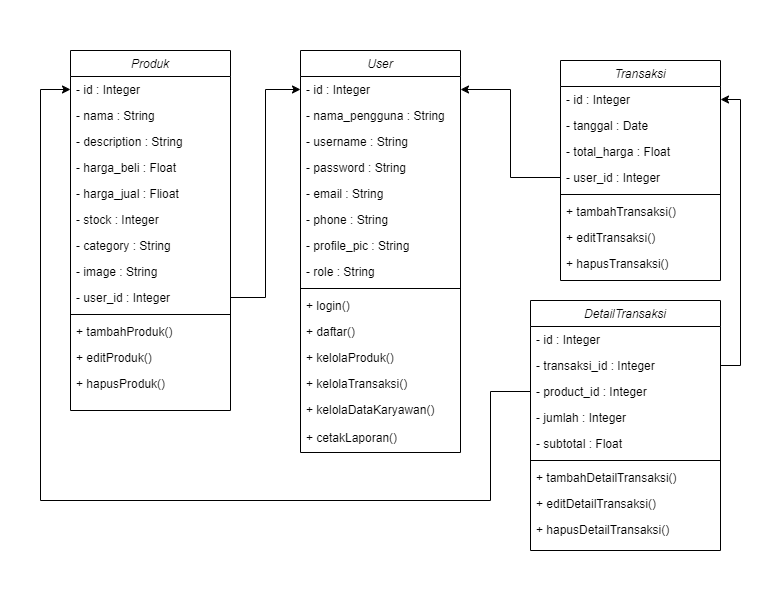 Produk
- id : Integer
- nama : String
- description : String
- harga_beli : Float
- harga_jual : Flioat
- stock : Integer
- category : String
- image : String
- user_id : Integer
+ tambahProduk()
+ editProduk()
+ hapusProduk()
User
- id : Integer
- nama_pengguna : String
- username : String
- password : String
- email : String
- phone : String
- profile_pic : String
- role : String
+ login()
+ daftar()
+ kelolaProduk()
+ kelolaTransaksi()
+ kelolaDataKaryawan()
+ cetakLaporan()
Transaksi
- id : Integer
- tanggal : Date
- total_harga : Float
- user_id : Integer
+ tambahTransaksi()
+ editTransaksi()
+ hapusTransaksi()
DetailTransaksi
- id : Integer
- transaksi_id : Integer
- product_id : Integer
- jumlah : Integer
- subtotal : Float
+ tambahDetailTransaksi()
+ editDetailTransaksi()
+ hapusDetailTransaksi()